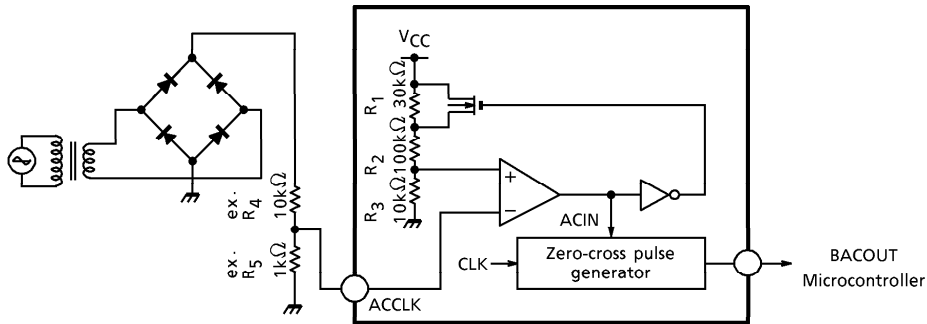 VCC
R1 30kΩ
R2 100kΩ
R3 10kΩ
ex.
R4 10kΩ
ex.
R5 1kΩ
+
−
ACIN
CLK
Zero-cross pulse
generator
ACCLK
BACOUT
Microcontroller